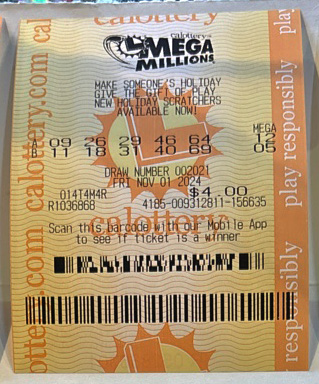 calottery
calottery's
MEGA
MILLIONS
MAKE SOMEONE'S HOLIDAY
GIVE THE GIFT OF PLAY
NEW HOLIDAY SCRATCHERS
AVAILABLE NOW!
MEGA
A 09 26 29 46 64 12
B 11 18 31 40 69 05
DRAW NUMBER 002021
FRI NOV 01 2024
014T4M4R $4.00
R1036868 4185-009312811-156635
calottery
Scan this barcode with our Mobile App
to see if ticket is a winner
calottery.com
play responsibly